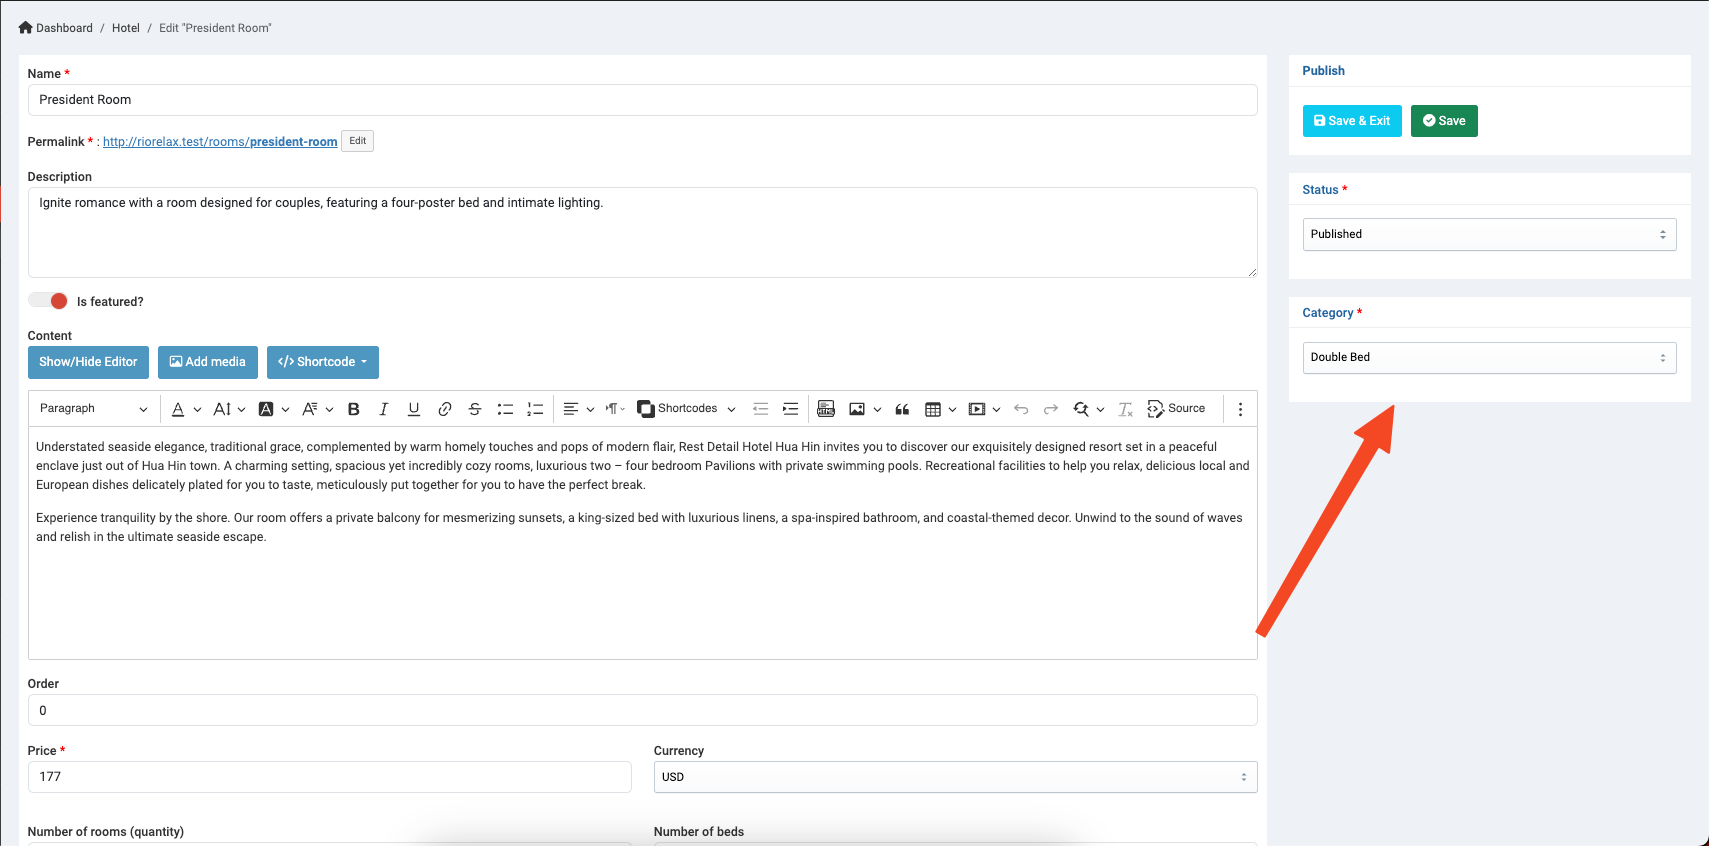 Dashboard / Hotel / Edit "President Room"
Name *
President Room
Permalink * : http://riorelax.test/rooms/president-room Edit
Description
Ignite romance with a room designed for couples, featuring a four-poster bed and intimate lighting.
Is featured?
Content
Show/Hide Editor Add media </> Shortcode
Paragraph A A A A B I U S Shortcodes HTML Source
Understated seaside elegance, traditional grace, complemented by warm homely touches and pops of modern flair, Rest Detail Hotel Hua Hin invites you to discover our exquisitely designed resort set in a peaceful
enclave just out of Hua Hin town. A charming setting, spacious yet incredibly cozy rooms, luxurious two – four bedroom Pavilions with private swimming pools. Recreational facilities to help you relax, delicious local and
European dishes delicately plated for you to taste, meticulously put together for you to have the perfect break.
Experience tranquility by the shore. Our room offers a private balcony for mesmerizing sunsets, a king-sized bed with luxurious linens, a spa-inspired bathroom, and coastal-themed decor. Unwind to the sound of waves
and relish in the ultimate seaside escape.
Order
0
Price * Currency
177 USD
Number of rooms (quantity) Number of beds
Publish
Save & Exit Save
Status *
Published
Category *
Double Bed